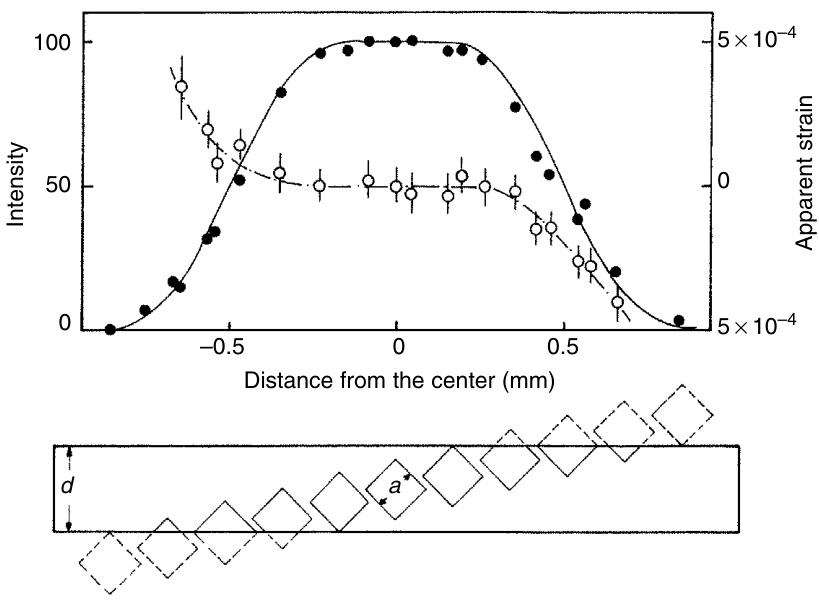 100
50
0
Intensity
5×10⁻⁴
0
5×10⁻⁴
Apparent strain
–0.5
0
0.5
Distance from the center (mm)
d
a